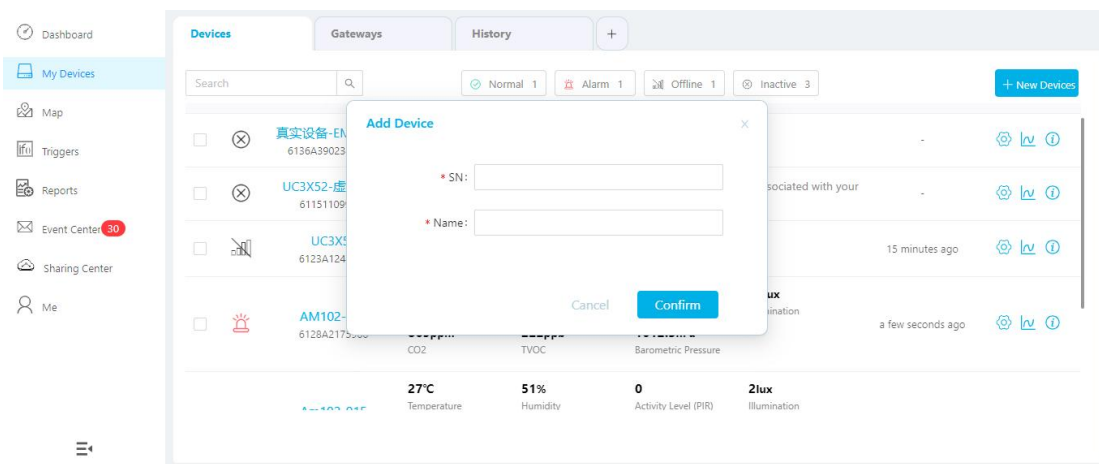 Dashboard
My Devices
Map
Triggers
Reports
Event Center 30
Sharing Center
Me
Devices
Gateways
History
+
Search
Normal 1
Alarm 1
Offline 1
Inactive 3
+ New Devices
Add Device
* SN:
* Name:
Cancel
Confirm
真实设备-EM
6136A39023
-
UC3X52-虚
611511099
sociated with your
-
UC3X5
6123A124
15 minutes ago
AM102-
6128A2175
lux
ination
a few seconds ago
CO2
TVOC
Barometric Pressure
27℃
51%
0
2lux
Temperature
Humidity
Activity Level (PIR)
Illumination